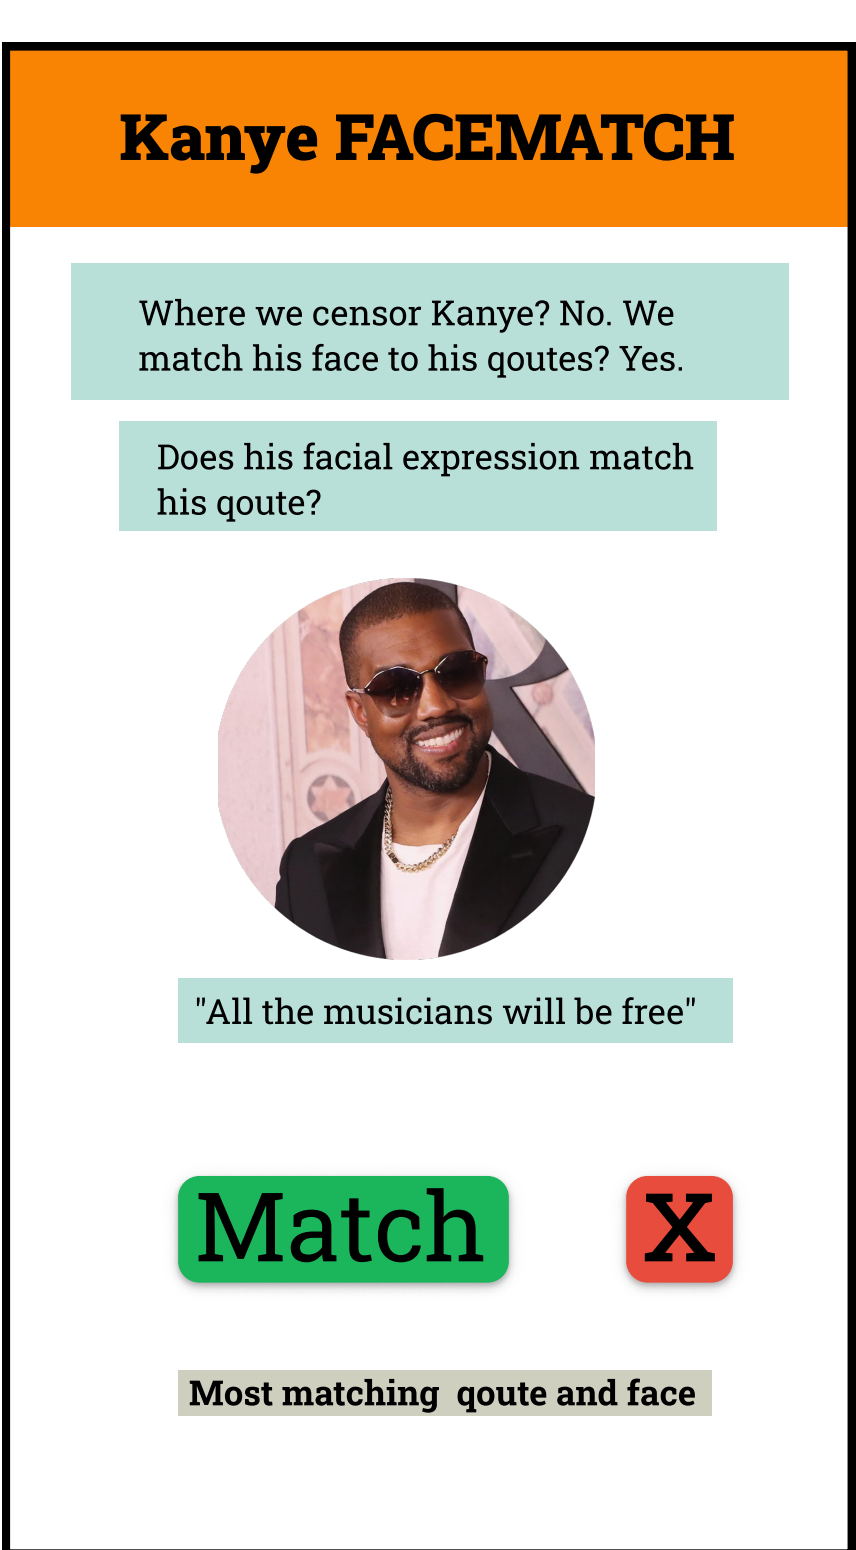 Kanye FACEMATCH
Where we censor Kanye? No. We
match his face to his qoutes? Yes.
Does his facial expression match
his qoute?
"All the musicians will be free"
Match X
Most matching  qoute and face